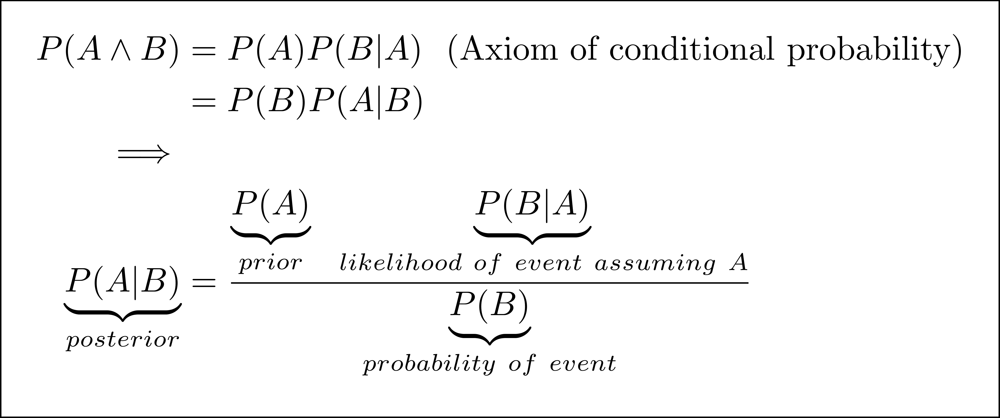 P(A ∧ B) = P(A)P(B|A) (Axiom of conditional probability)
= P(B)P(A|B)
⟹
P(A) P(B|A)
prior likelihood of event assuming A
P(A|B) =
P(B)
posterior
probability of event